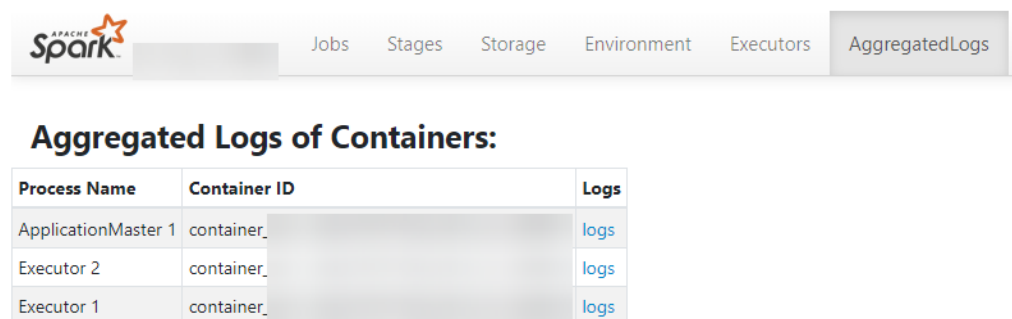 APACHE
Spark
Jobs Stages Storage Environment Executors AggregatedLogs
Aggregated Logs of Containers:
Process Name Container ID Logs
ApplicationMaster 1 container_ logs
Executor 2 container_ logs
Executor 1 container_ logs